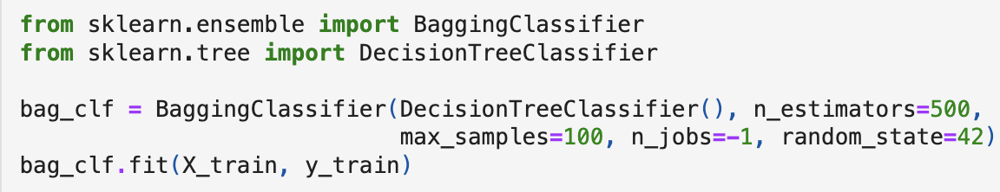 from sklearn.ensemble import BaggingClassifier
from sklearn.tree import DecisionTreeClassifier
bag_clf = BaggingClassifier(DecisionTreeClassifier(), n_estimators=500,
max_samples=100, n_jobs=-1, random_state=42)
bag_clf.fit(X_train, y_train)